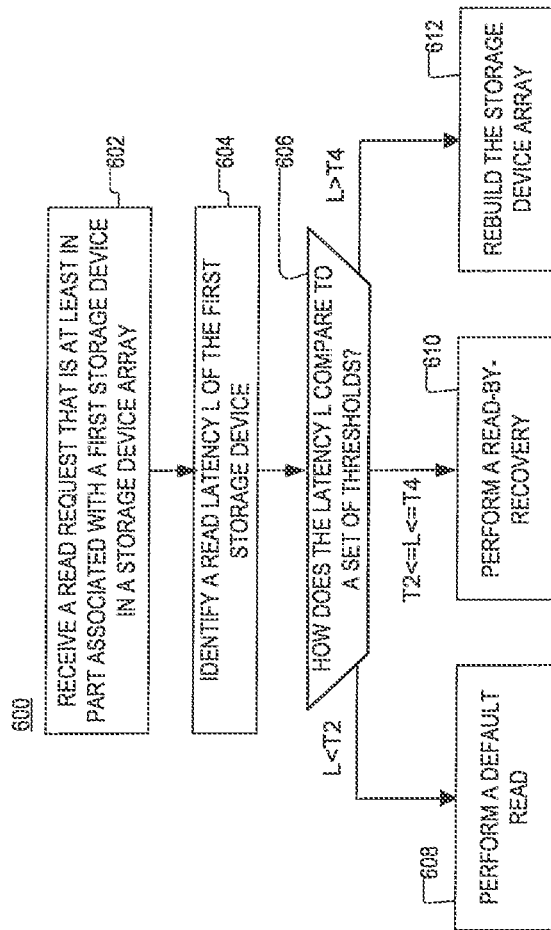 600
RECEIVE A READ REQUEST THAT IS AT LEAST IN
PART ASSOCIATED WITH A FIRST STORAGE DEVICE
IN A STORAGE DEVICE ARRAY
602
IDENTIFY A READ LATENCY L OF THE FIRST
STORAGE DEVICE
604
HOW DOES THE LATENCY L COMPARE TO
A SET OF THRESHOLDS?
606
L<T2
T2<=L<=T4
L>T4
608
PERFORM A DEFAULT
READ
610
PERFORM A READ-BY-
RECOVERY
612
REBUILD THE STORAGE
DEVICE ARRAY